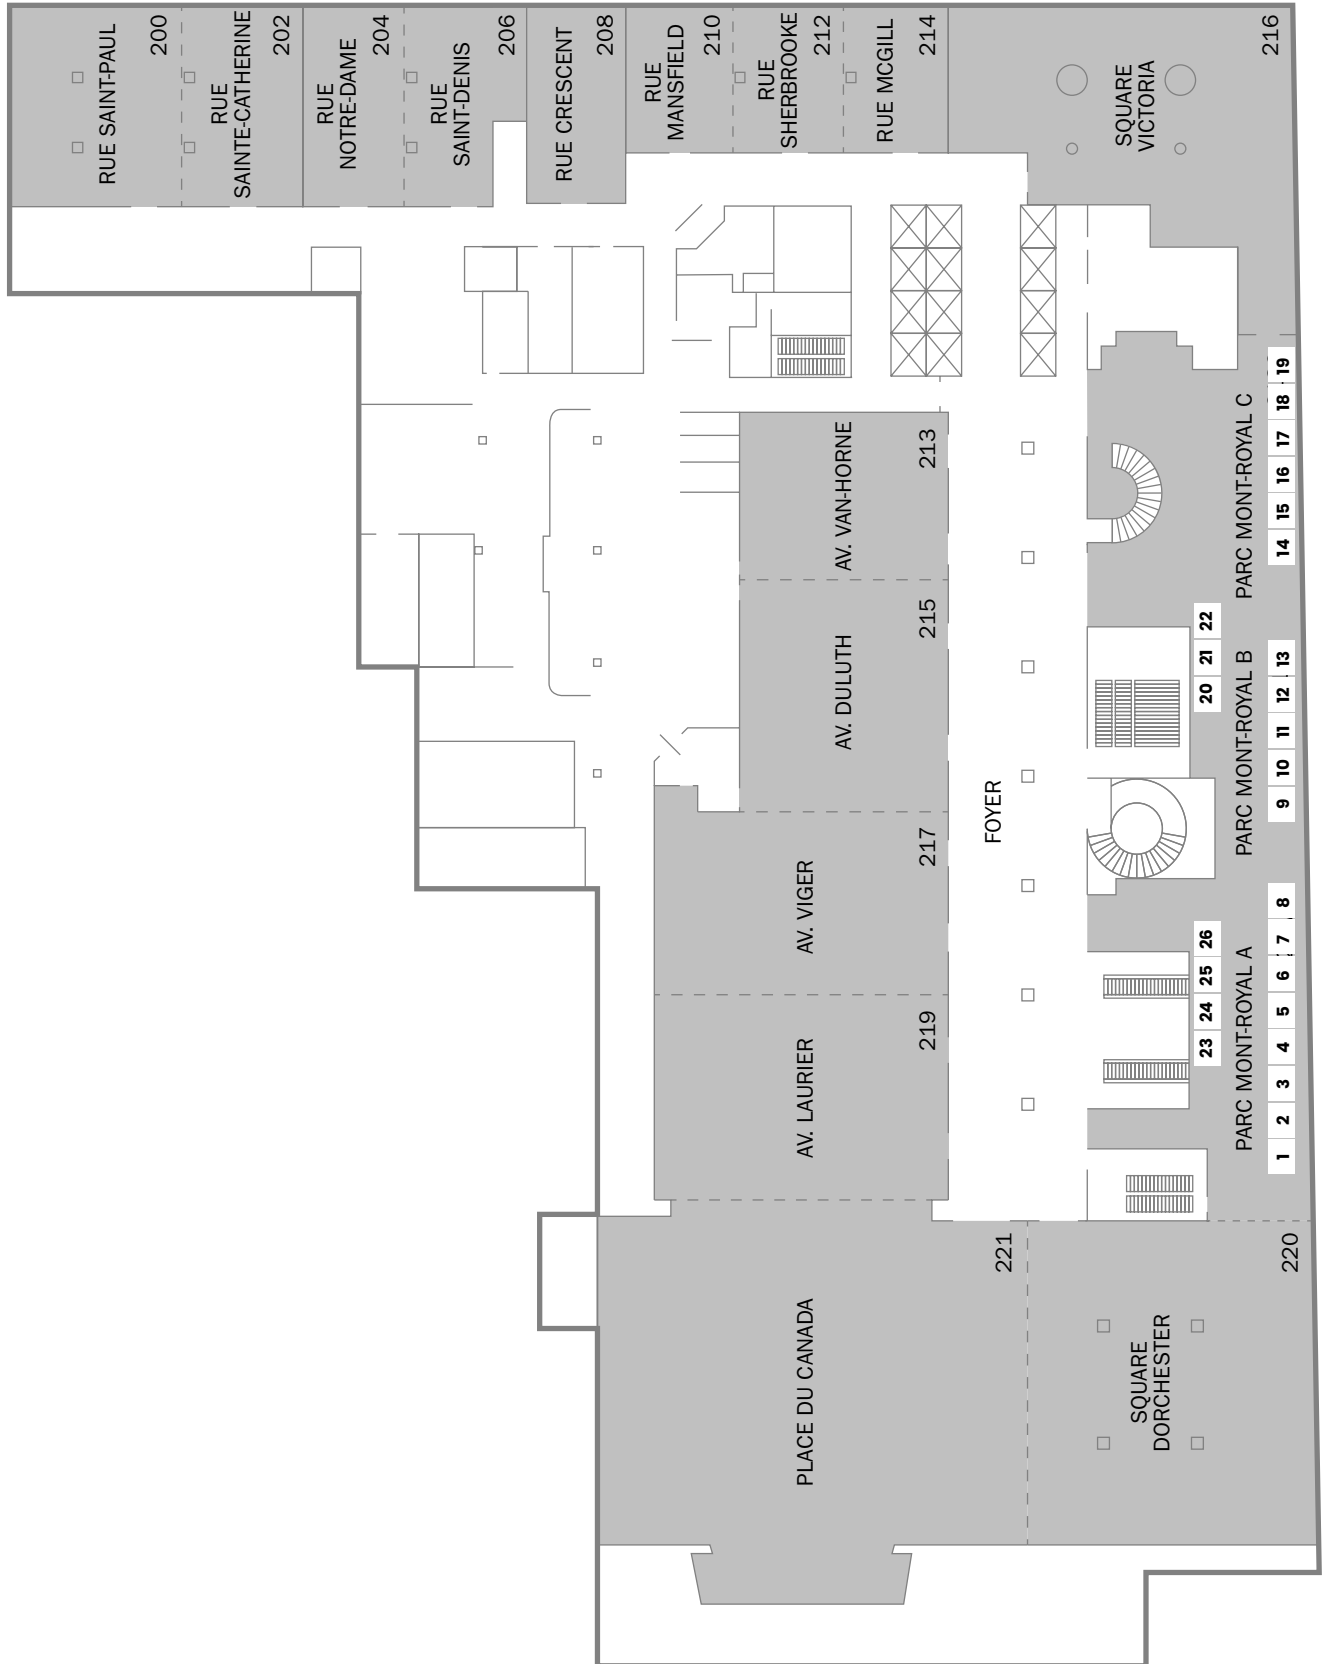 RUE SAINT-PAUL
200
RUE
SAINTE-CATHERINE
202
RUE
NOTRE-DAME
204
RUE
SAINT-DENIS
206
RUE CRESCENT
208
RUE
MANSFIELD
210
RUE
SHERBROOKE
212
RUE MCGILL
214
SQUARE
VICTORIA
216
AV. VAN-HORNE
213
AV. DULUTH
215
AV. VIGER
217
AV. LAURIER
219
FOYER
PARC MONT-ROYAL C
19
18
17
16
15
14
PARC MONT-ROYAL B
22
21
20
13
12
11
10
9
PARC MONT-ROYAL A
26
25
24
23
8
7
6
5
4
3
2
1
PLACE DU CANADA
221
SQUARE
DORCHESTER
220